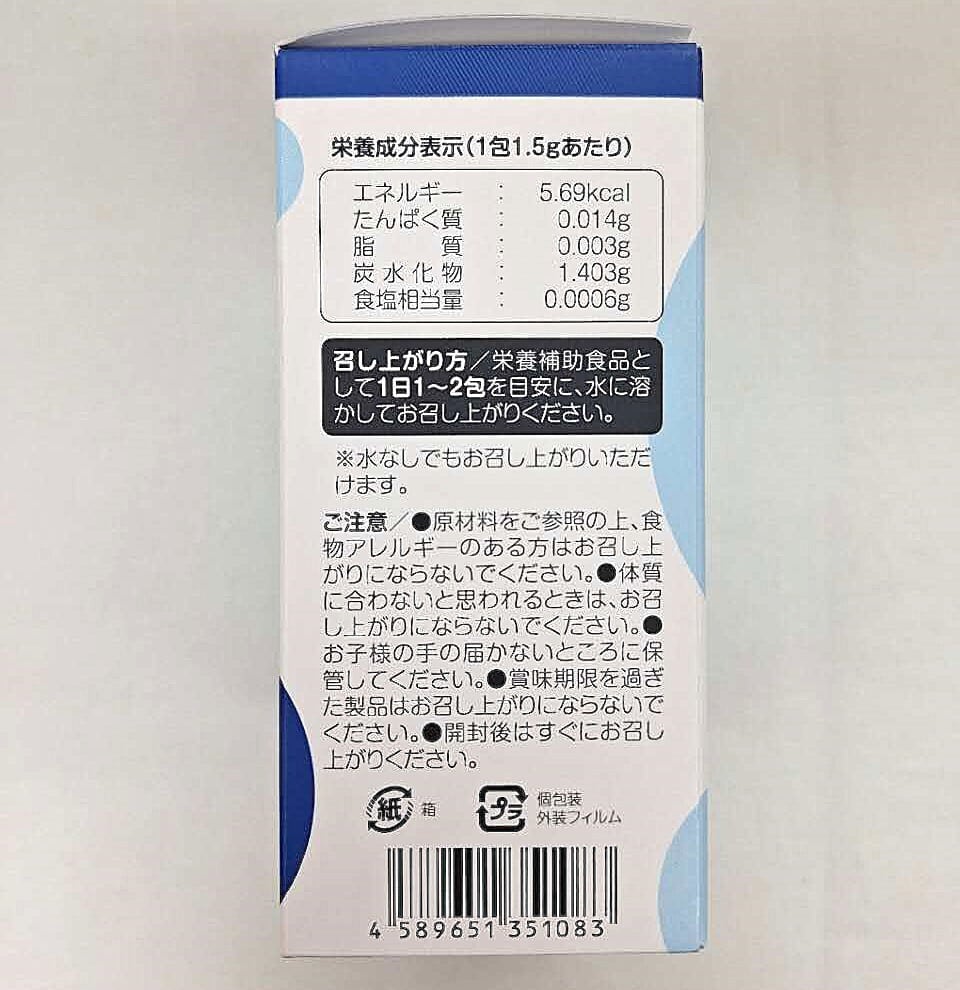 栄養成分表示(1包1.5gあたり)
エネルギー : 5.69kcal
たんぱく質 : 0.014g
脂質 : 0.003g
炭水化物 : 1.403g
食塩相当量 : 0.0006g
召し上がり方/栄養補助食品と
して1日1～2包を目安に、水に溶
かしてお召し上がりください。
※水なしでもお召し上がりいただ
けます。
ご注意/●原材料をご参照の上、食
物アレルギーのある方はお召し上
がりにならないでください。●体質
に合わないと思われるときは、お召
し上がりにならないでください。●
お子様の手の届かないところに保
管してください。●賞味期限を過ぎ
た製品はお召し上がりにならないで
ください。●開封後はすぐにお召し
上がりください。
紙 箱
プラ 個包装
外装フィルム
4 589651 351083